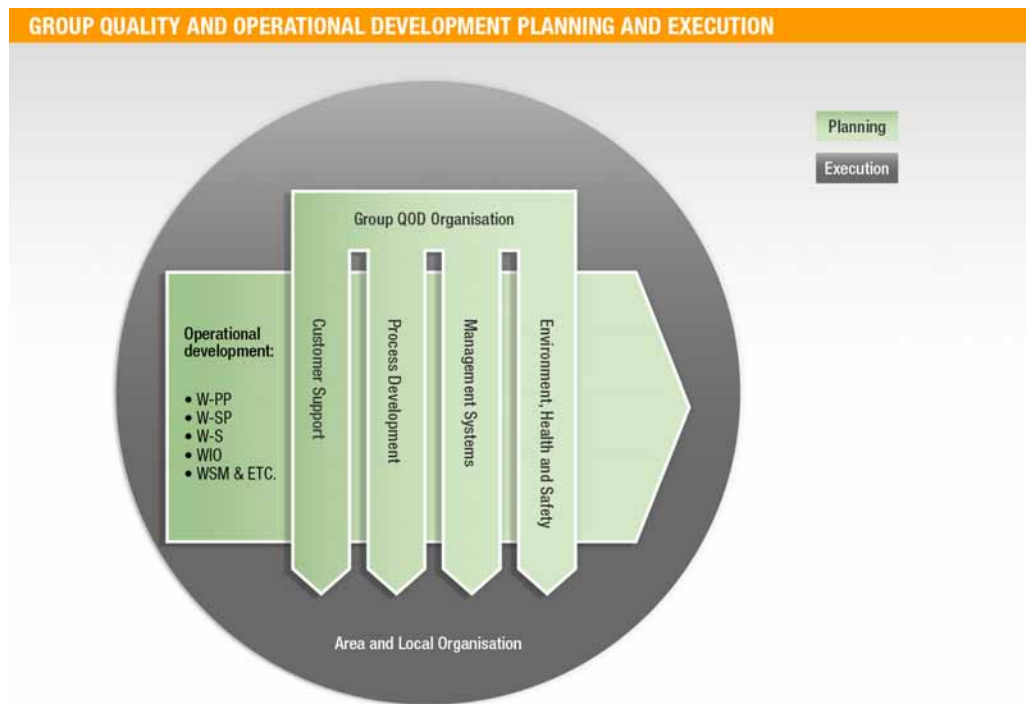 GROUP QUALITY AND OPERATIONAL DEVELOPMENT PLANNING AND EXECUTION
Planning
Execution
Group QOD Organisation
Operational
development:
• W-PP
• W-SP
• W-S
• WIO
• WSM & ETC.
Customer Support
Process Development
Management Systems
Environment, Health and Safety
Area and Local Organisation